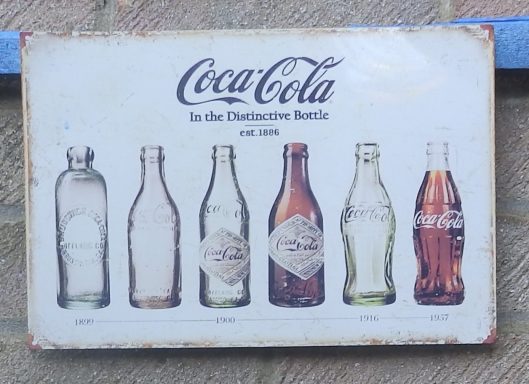 Coca-Cola
In the Distinctive Bottle
est.1886
Coca-Cola
Coca-Cola
Coca-Cola
Coca-Cola
1899
1900
1916
1957